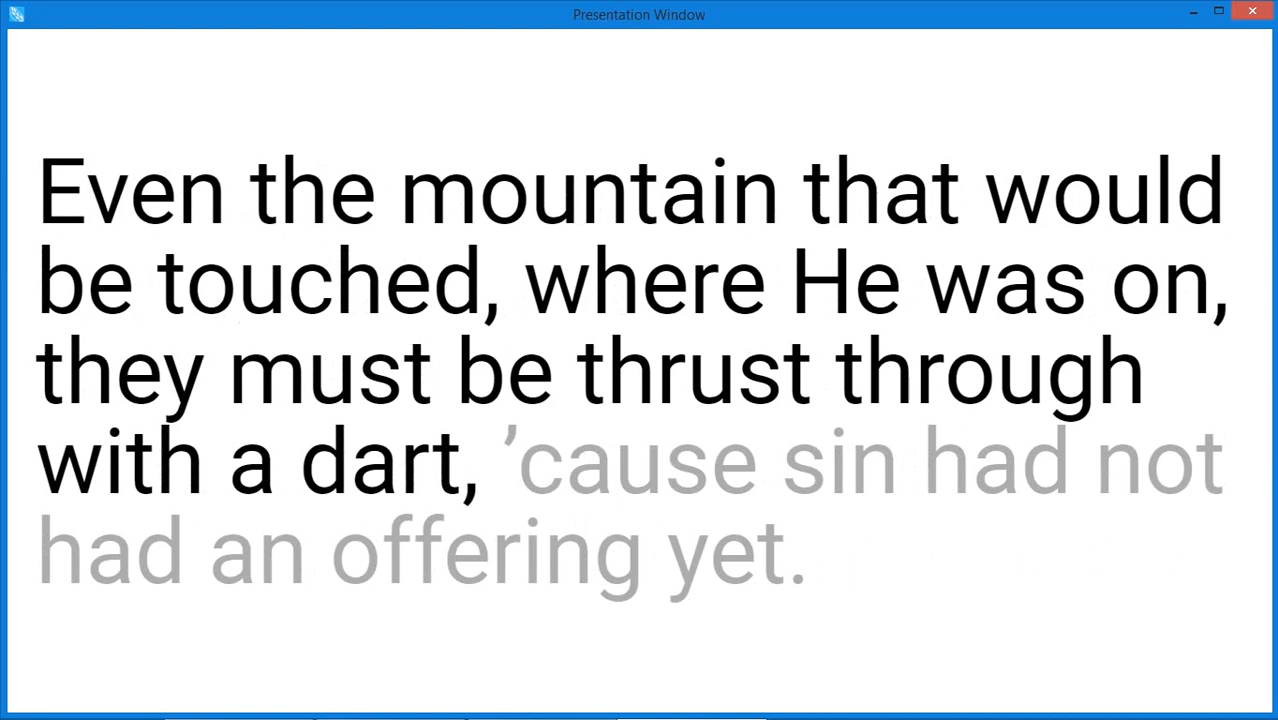 Presentation Window
Even the mountain that would
be touched, where He was on,
they must be thrust through
with a dart, ’cause sin had not
had an offering yet.